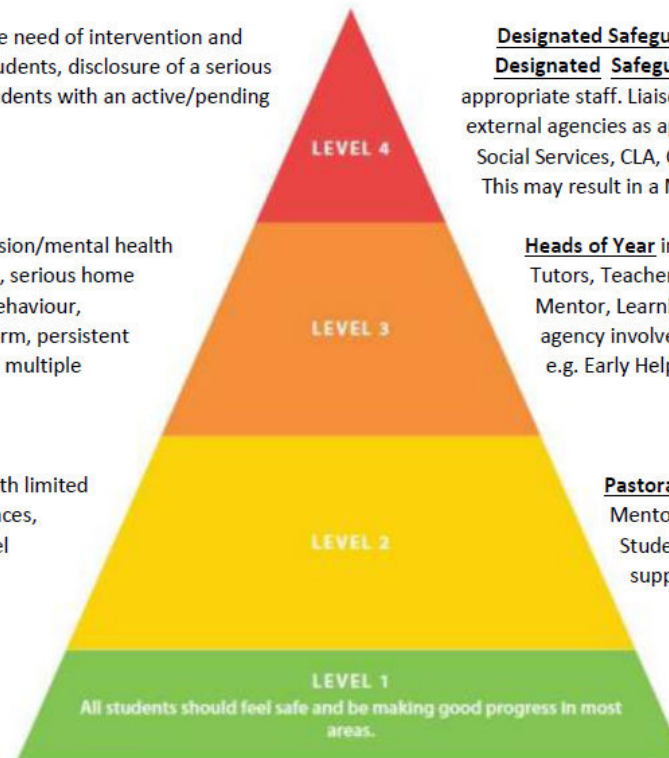 e need of intervention and
udents, disclosure of a serious
dents with an active/pending
Designated Safegu
Designated Safegu
appropriate staff. Liais
external agencies as a
Social Services, CLA,
This may result in a
LEVEL 4
sion/mental health
, serious home
ehaviour,
rm, persistent
multiple
Heads of Year i
Tutors, Teacher
Mentor, Learni
agency involve
e.g. Early Help
LEVEL 3
th limited
ces,
el
Pastora
Mento
Stude
supp
LEVEL 2
LEVEL 1
All students should feel safe and be making good progress in most
areas.